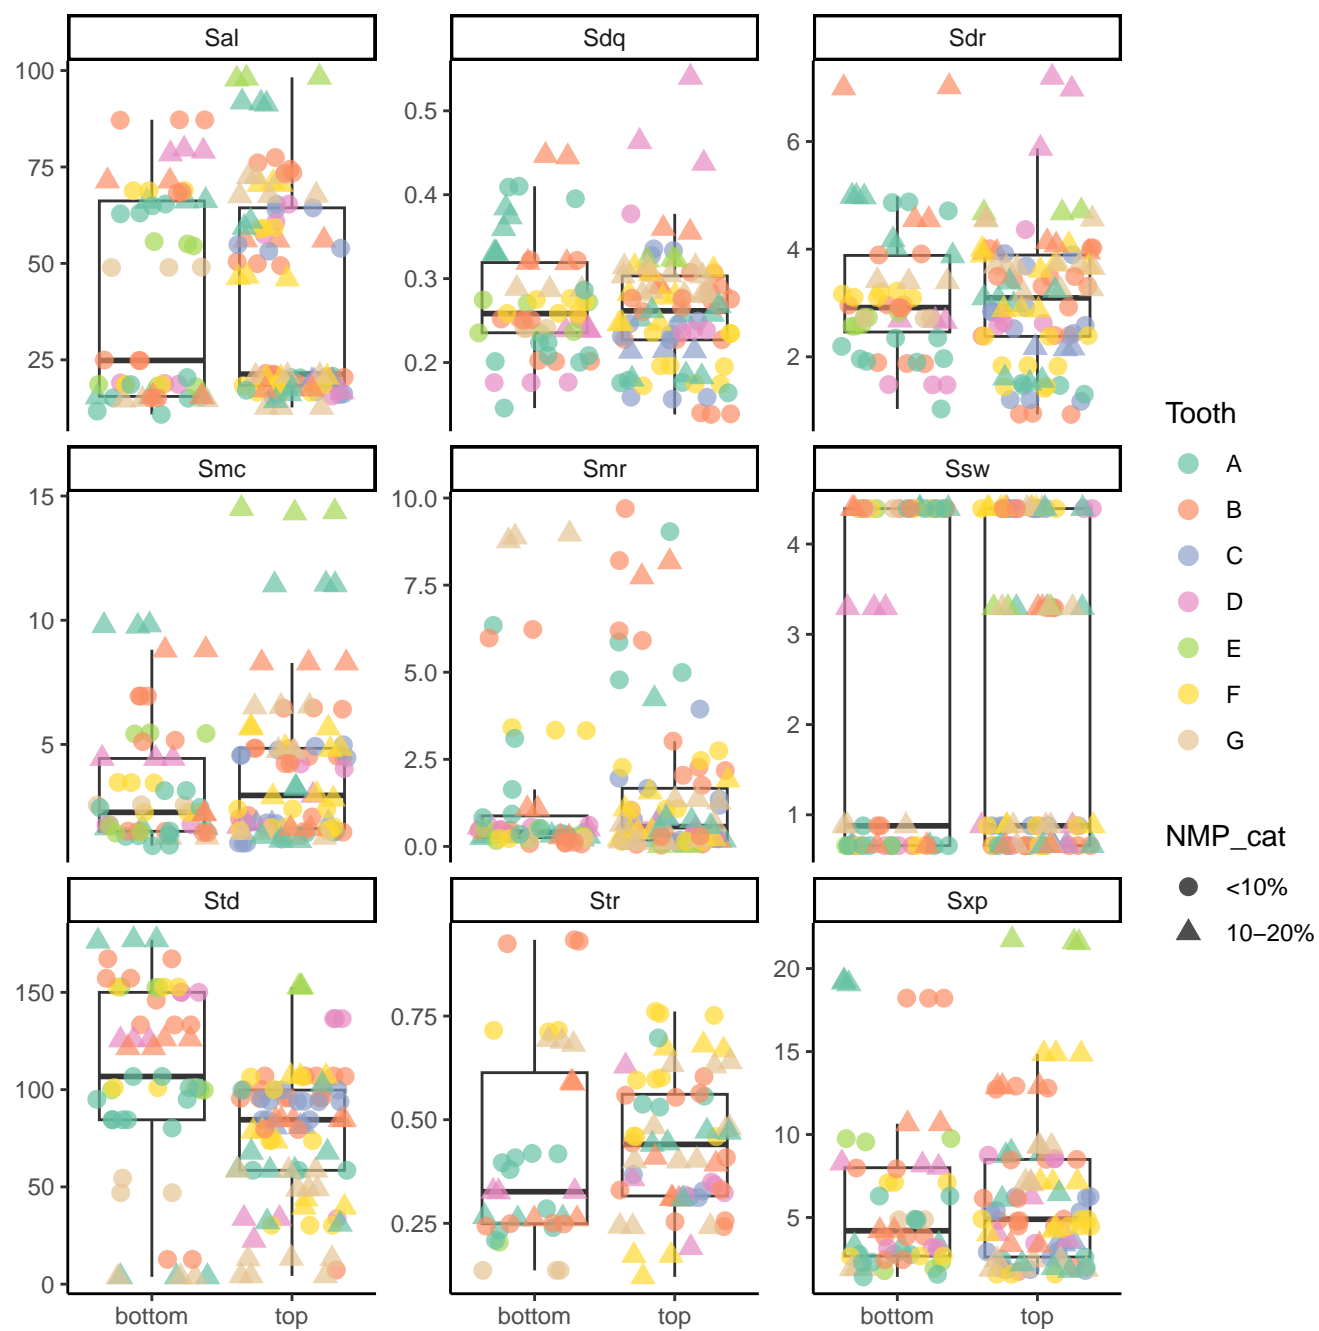 Sal
Sdq
Sdr
100
75
50
25
0.5
0.4
0.3
0.2
6
4
2
Smc
Smr
Ssw
15
10
5
10.0
7.5
5.0
2.5
0.0
4
3
2
1
Std
Str
Sxp
150
100
50
0
0.75
0.50
0.25
20
15
10
5
bottom top
bottom top
bottom top
Tooth
A
B
C
D
E
F
G
NMP_cat
<10%
10–20%